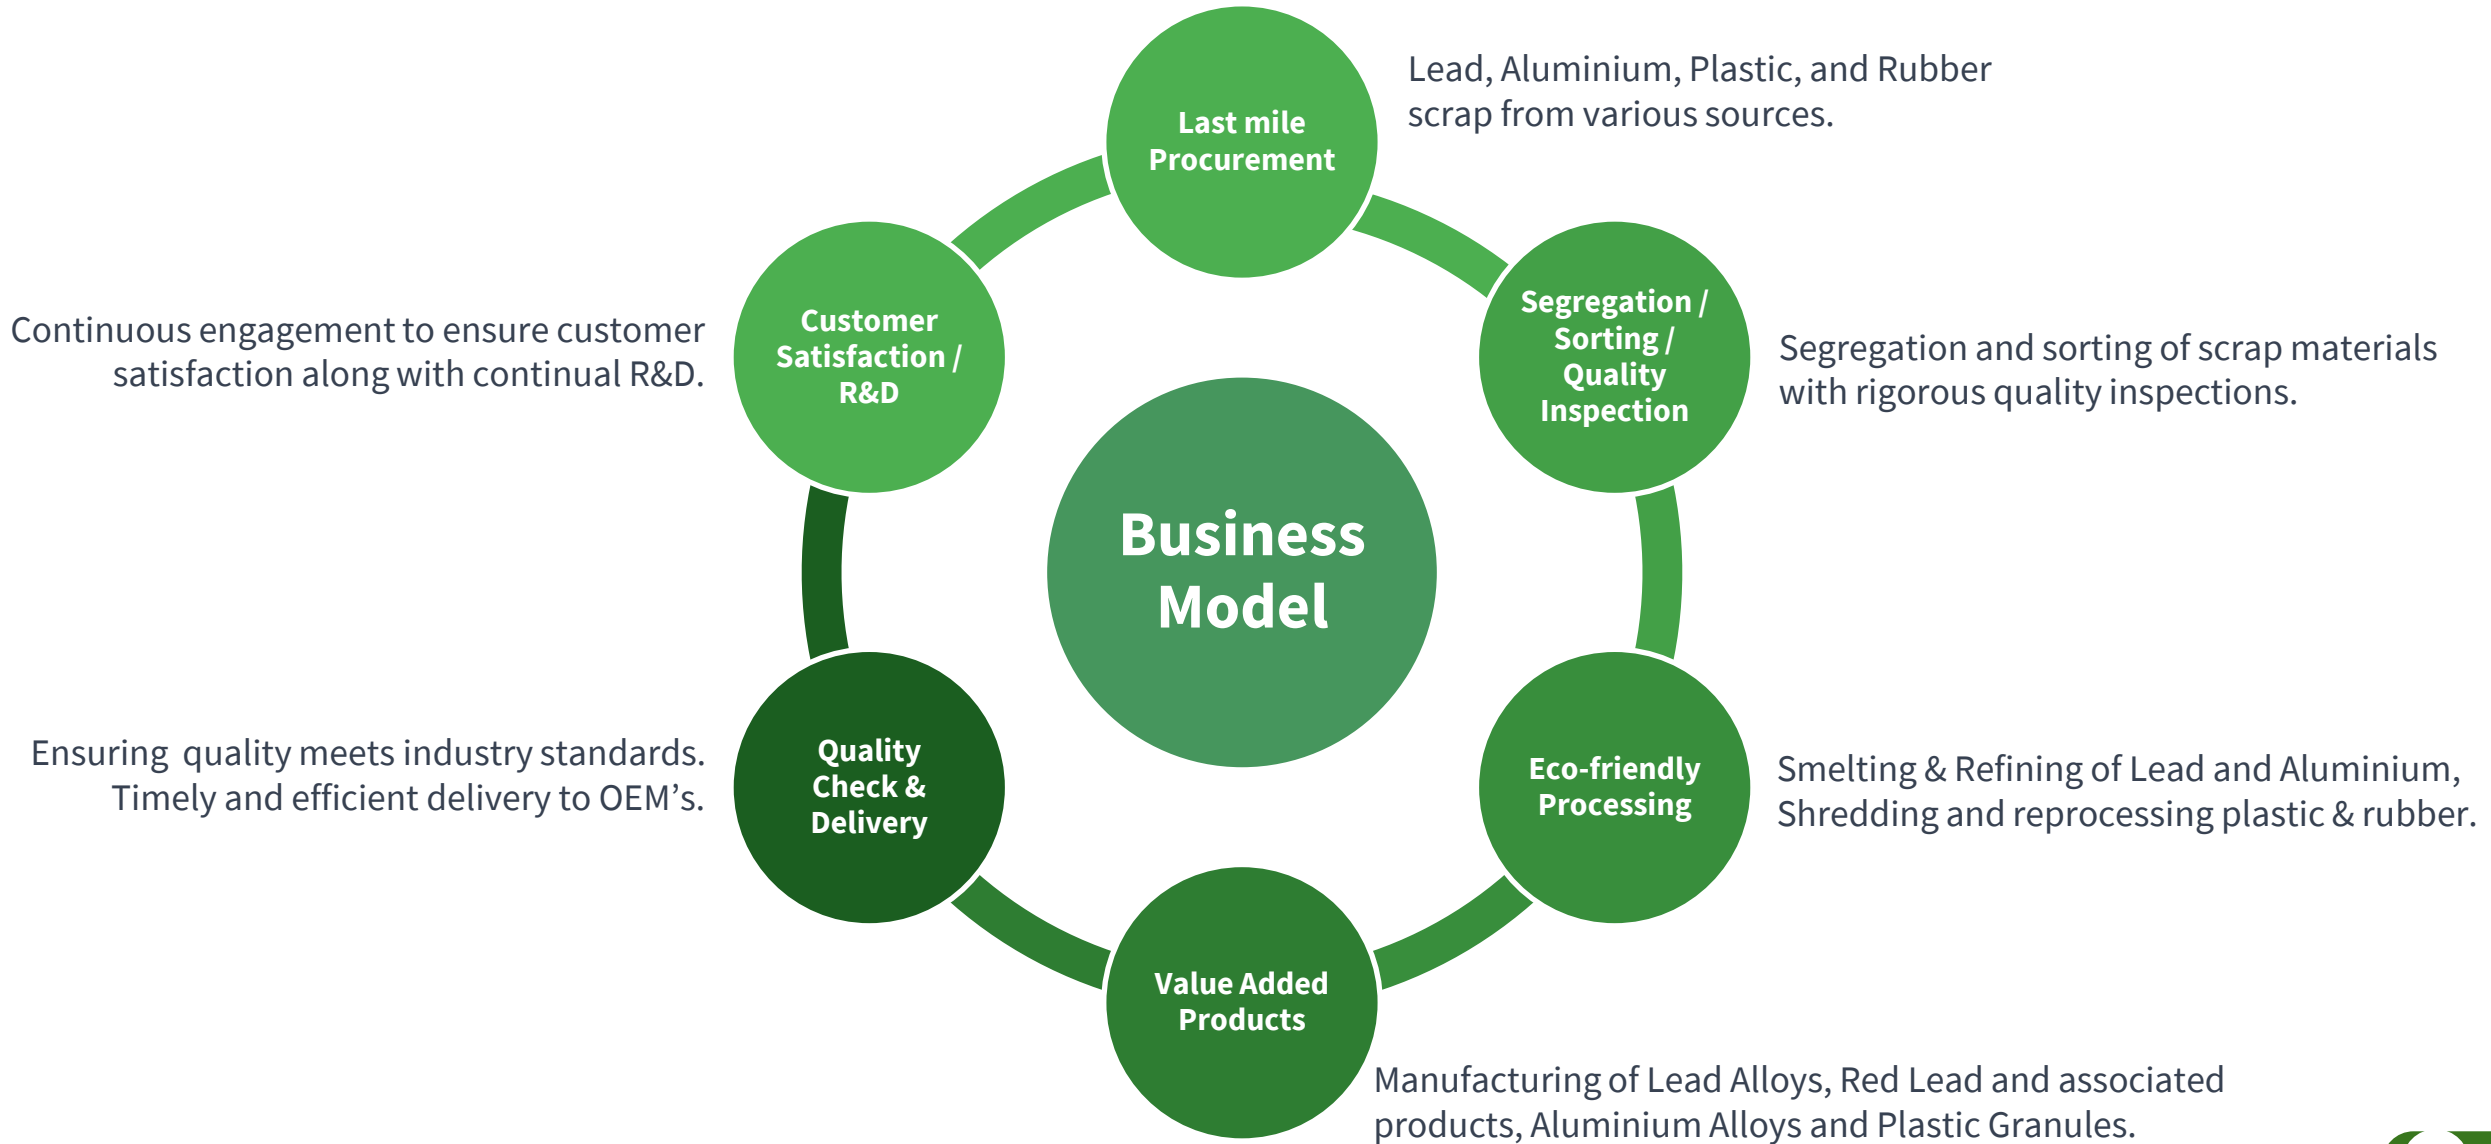 Last mile
Procurement
Lead, Aluminium, Plastic, and Rubber
scrap from various sources.
Segregation /
Sorting /
Quality
Inspection
Segregation and sorting of scrap materials
with rigorous quality inspections.
Eco-friendly
Processing
Smelting & Refining of Lead and Aluminium,
Shredding and reprocessing plastic & rubber.
Value Added
Products
Manufacturing of Lead Alloys, Red Lead and associated
products, Aluminium Alloys and Plastic Granules.
Quality
Check &
Delivery
Ensuring  quality meets industry standards.
Timely and efficient delivery to OEM’s.
Customer
Satisfaction /
R&D
Continuous engagement to ensure customer
satisfaction along with continual R&D.
Business
Model